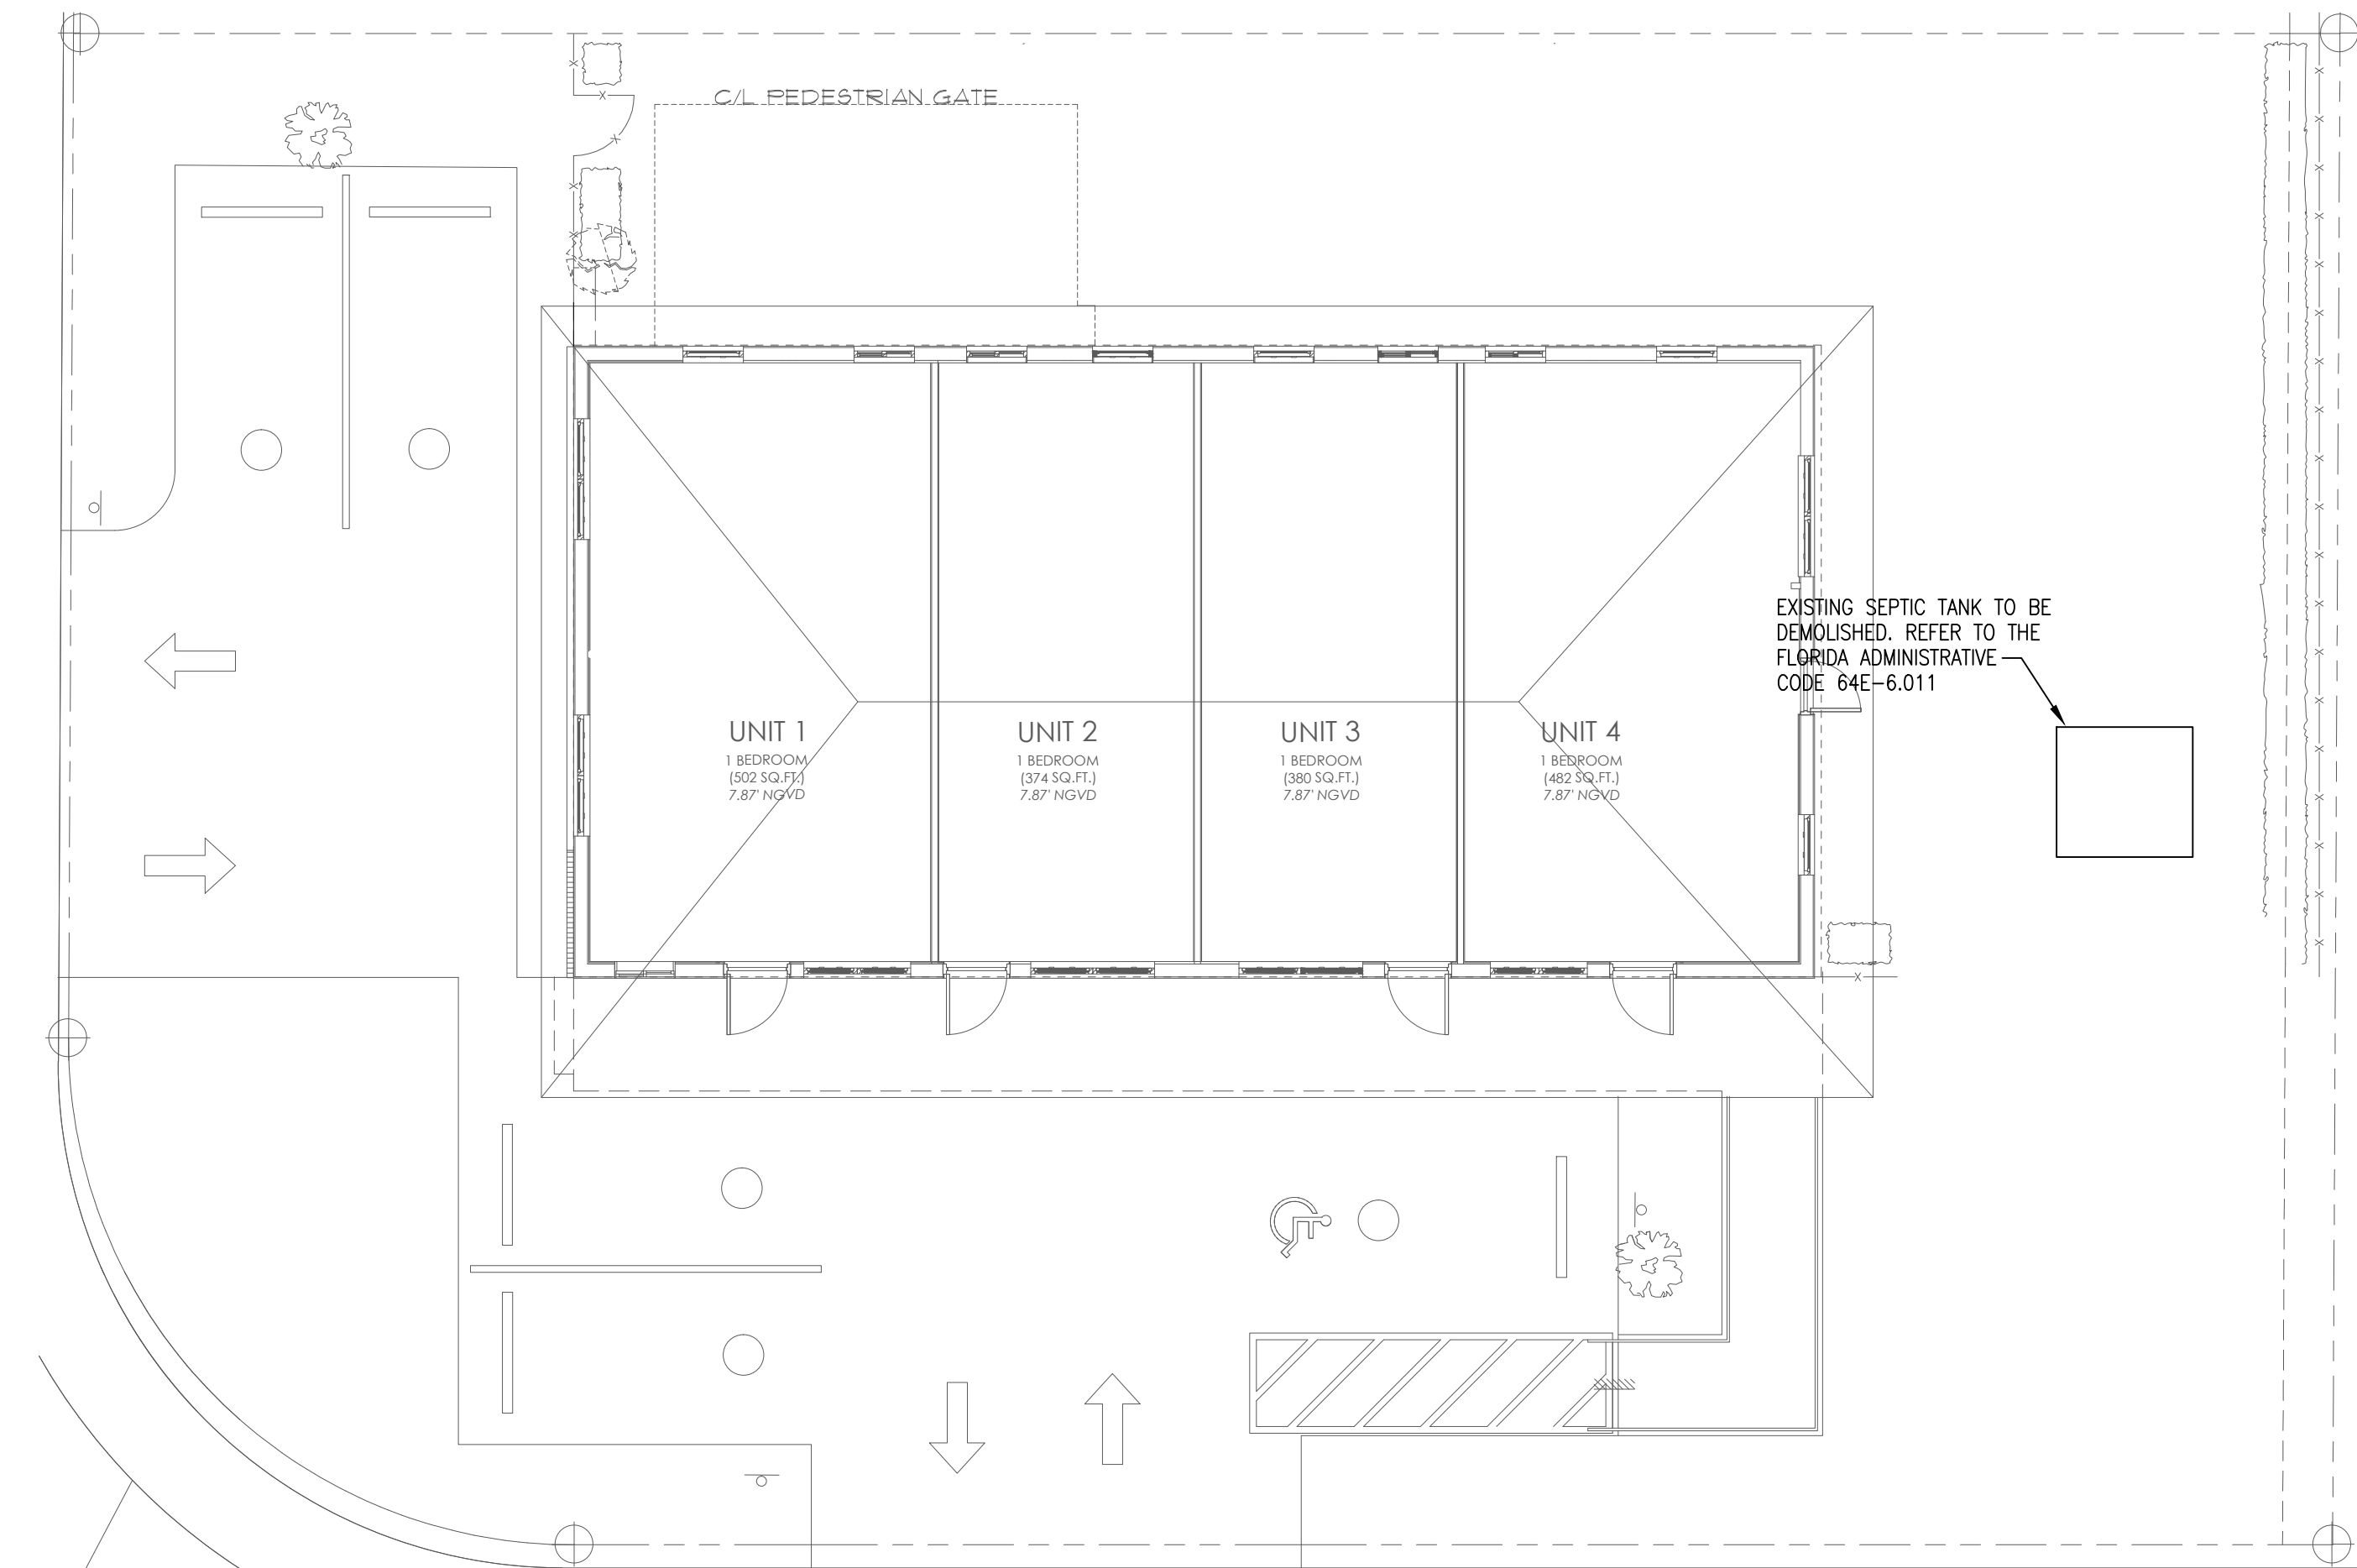 C/L PEDESTRIAN GATE
EXISTING SEPTIC TANK TO BE
DEMOLISHED. REFER TO THE
FLORIDA ADMINISTRATIVE
CODE 64E-6.011
UNIT 1
1 BEDROOM
(502 SQ.FT.)
7.87' NGVD
UNIT 2
1 BEDROOM
(374 SQ.FT.)
7.87' NGVD
UNIT 3
1 BEDROOM
(380 SQ.FT.)
7.87' NGVD
UNIT 4
1 BEDROOM
(482 SQ.FT.)
7.87' NGVD